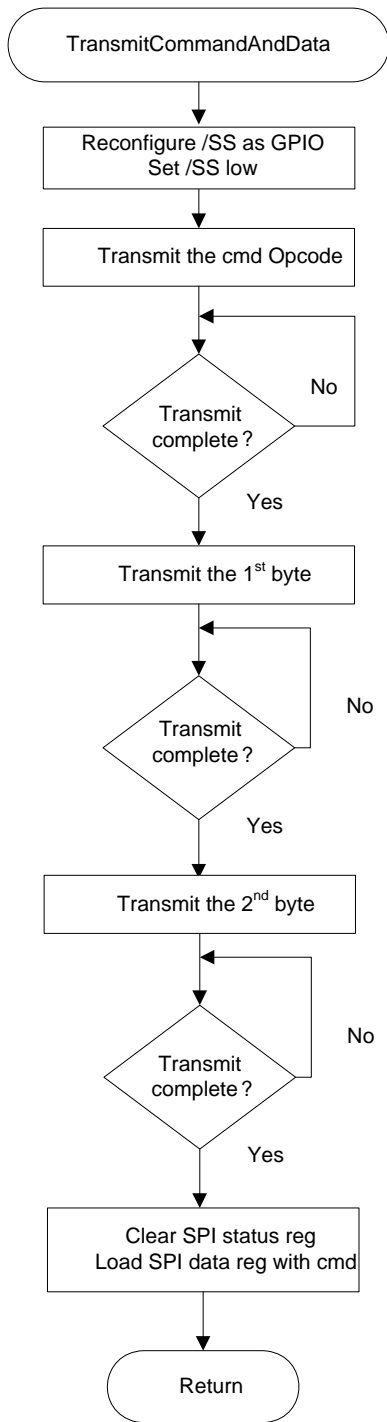 TransmitCommandAndData
Reconfigure /SS as GPIO
Set /SS low
Transmit the cmd Opcode
No
Transmit
complete ?
Yes
Transmit the 1st byte
No
Transmit
complete ?
Yes
Transmit the 2nd byte
No
Transmit
complete ?
Yes
Clear SPI status reg
Load SPI data reg with cmd
Return